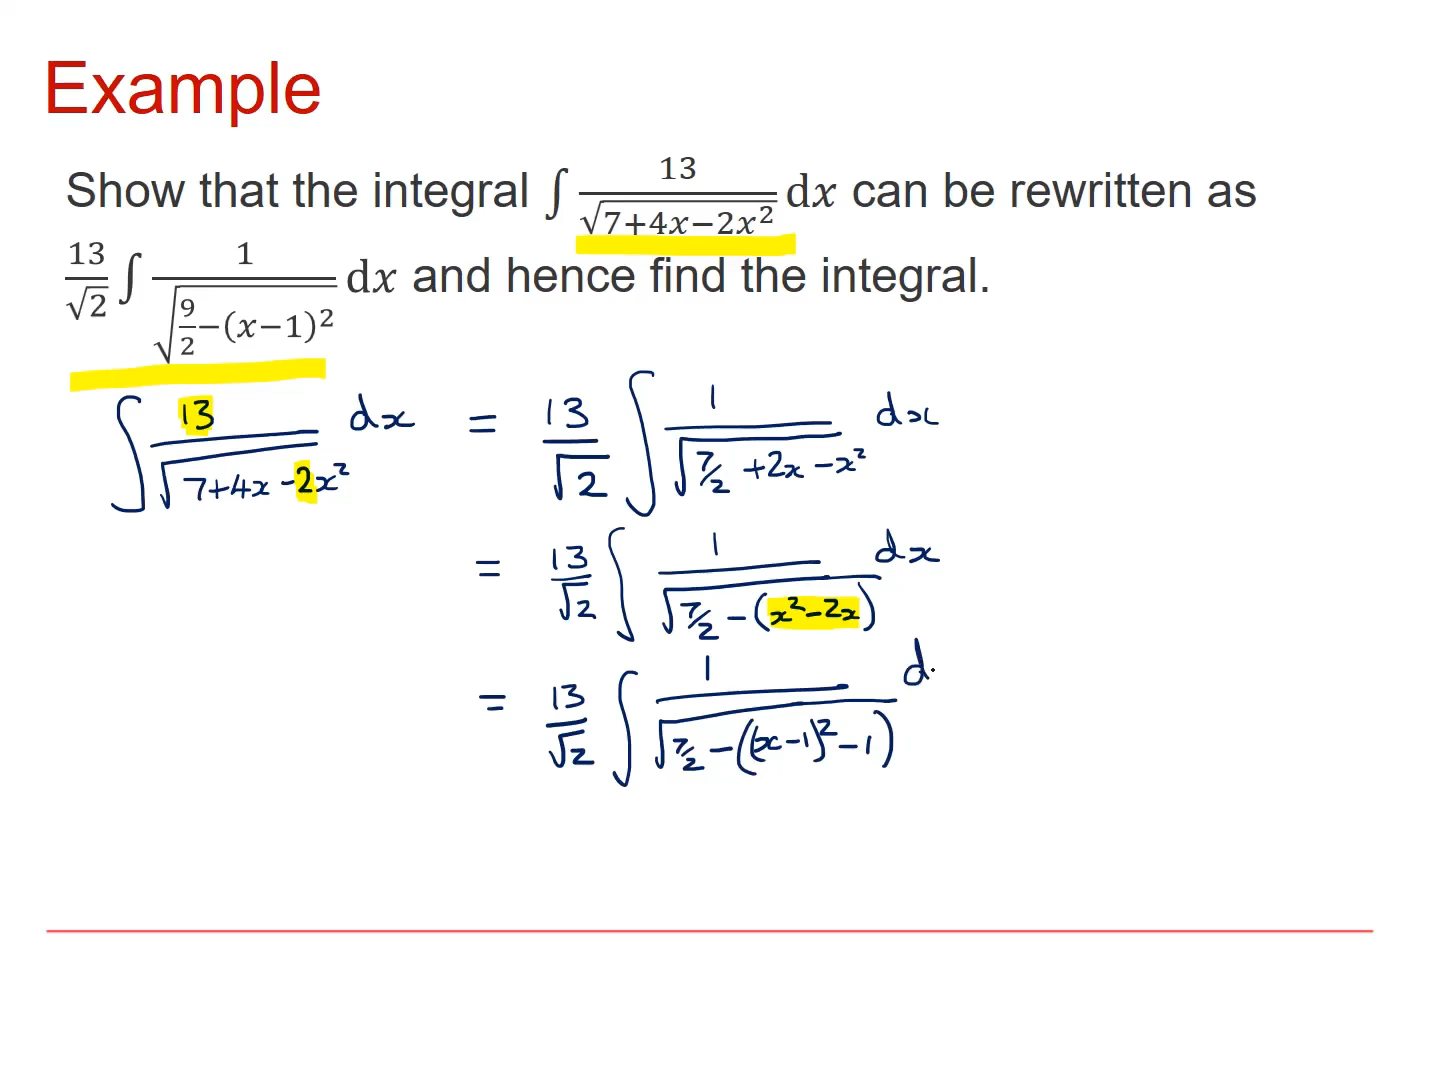 Example
Show that the integral ∫ 13/√(7+4x−2x²) dx can be rewritten as
13/√2 ∫ 1/√(9/2−(x−1)²) dx and hence find the integral.
∫ 13/√(7+4x−2x²) dx = 13/√2 ∫ 1/√(7/2+2x−x²) dx
= 13/√2 ∫ 1/√(7/2−(x²−2x)) dx
= 13/√2 ∫ 1/√(7/2−((x−1)²−1)) d